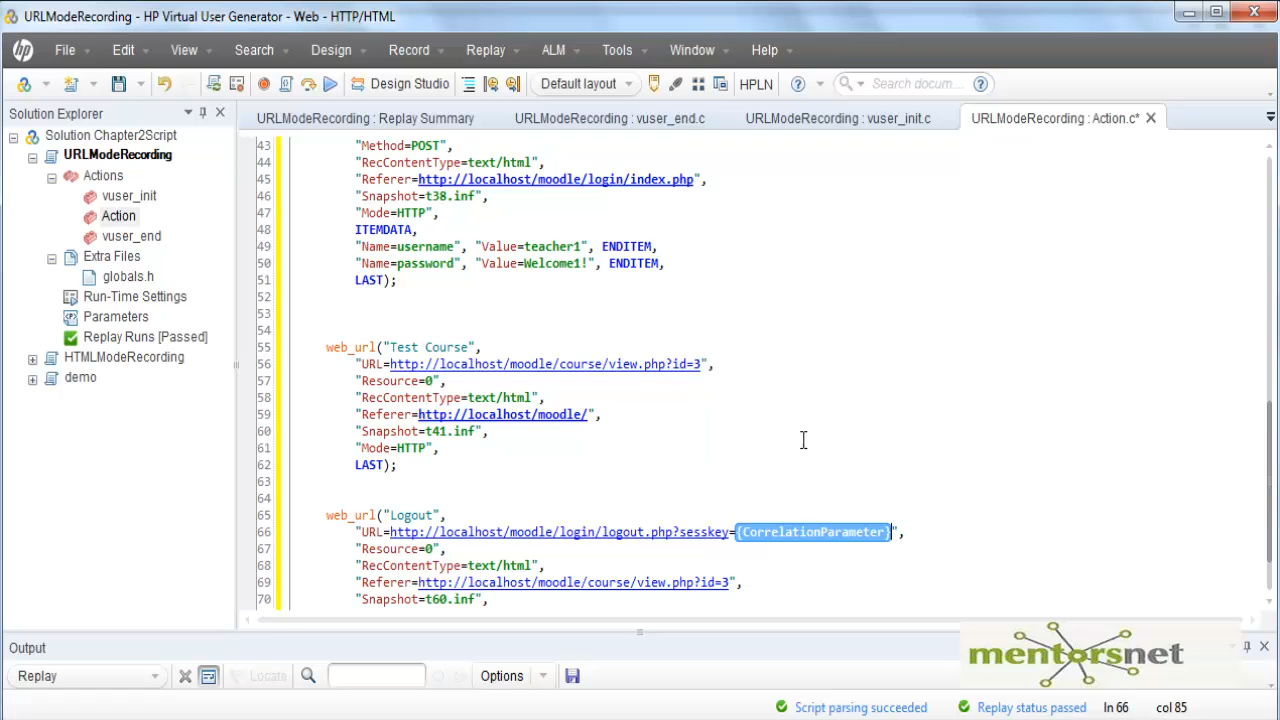 URLModeRecording - HP Virtual User Generator - Web - HTTP/HTML
hp File Edit View Search Design Record Replay ALM Tools Window Help
Design Studio Default layout HPLN Search docum...
Solution Explorer
Solution Chapter2Script
URLModeRecording
Actions
vuser_init
Action
vuser_end
Extra Files
globals.h
Run-Time Settings
Parameters
Replay Runs [Passed]
HTMLModeRecording
demo
URLModeRecording : Replay Summary URLModeRecording : vuser_end.c URLModeRecording : vuser_init.c URLModeRecording : Action.c*
43 "Method=POST",
44 "RecContentType=text/html",
45 "Referer=http://localhost/moodle/login/index.php",
46 "Snapshot=t38.inf",
47 "Mode=HTTP",
48 ITEMDATA,
49 "Name=username", "Value=teacher1", ENDITEM,
50 "Name=password", "Value=Welcome1!", ENDITEM,
51 LAST);
52
53
54
55 web_url("Test Course",
56 "URL=http://localhost/moodle/course/view.php?id=3",
57 "Resource=0",
58 "RecContentType=text/html",
59 "Referer=http://localhost/moodle/",
60 "Snapshot=t41.inf",
61 "Mode=HTTP",
62 LAST);
63
64
65 web_url("Logout",
66 "URL=http://localhost/moodle/login/logout.php?sesskey={CorrelationParameter}",
67 "Resource=0",
68 "RecContentType=text/html",
69 "Referer=http://localhost/moodle/course/view.php?id=3",
70 "Snapshot=t60.inf",
Output
Replay Locate Options
mentorsnet
Script parsing succeeded Replay status passed ln 66 col 85